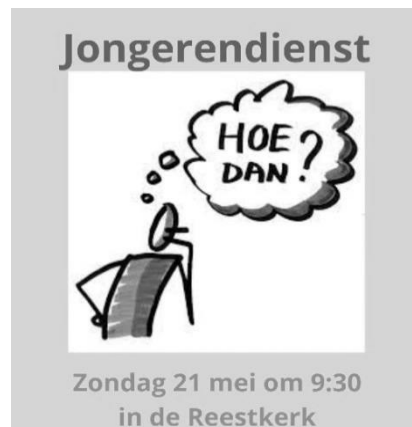 Jongerendienst
HOE
DAN?
Zondag 21 mei om 9:30
in de Reestkerk